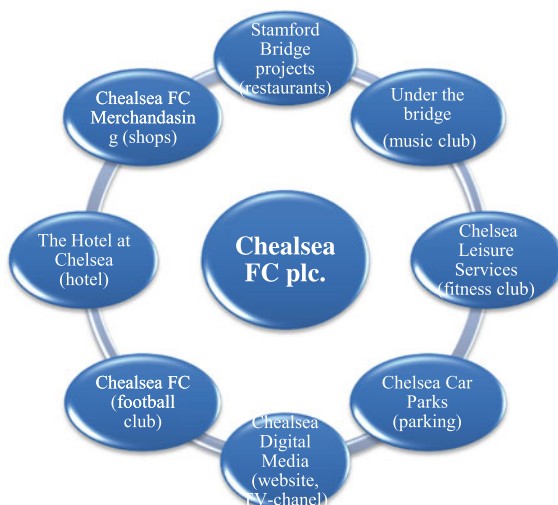 Stamford
Bridge
projects
(restaurants)
Under the
bridge
(music club)
Chelsea
Leisure
Services
(fitness club)
Chelsea Car
Parks
(parking)
Chealsea
Digital
Media
(website,
TV-chanel)
Chealsea FC
(football
club)
The Hotel at
Chelsea
(hotel)
Chealsea FC
Merchandasin
g (shops)
Chealsea
FC plc.